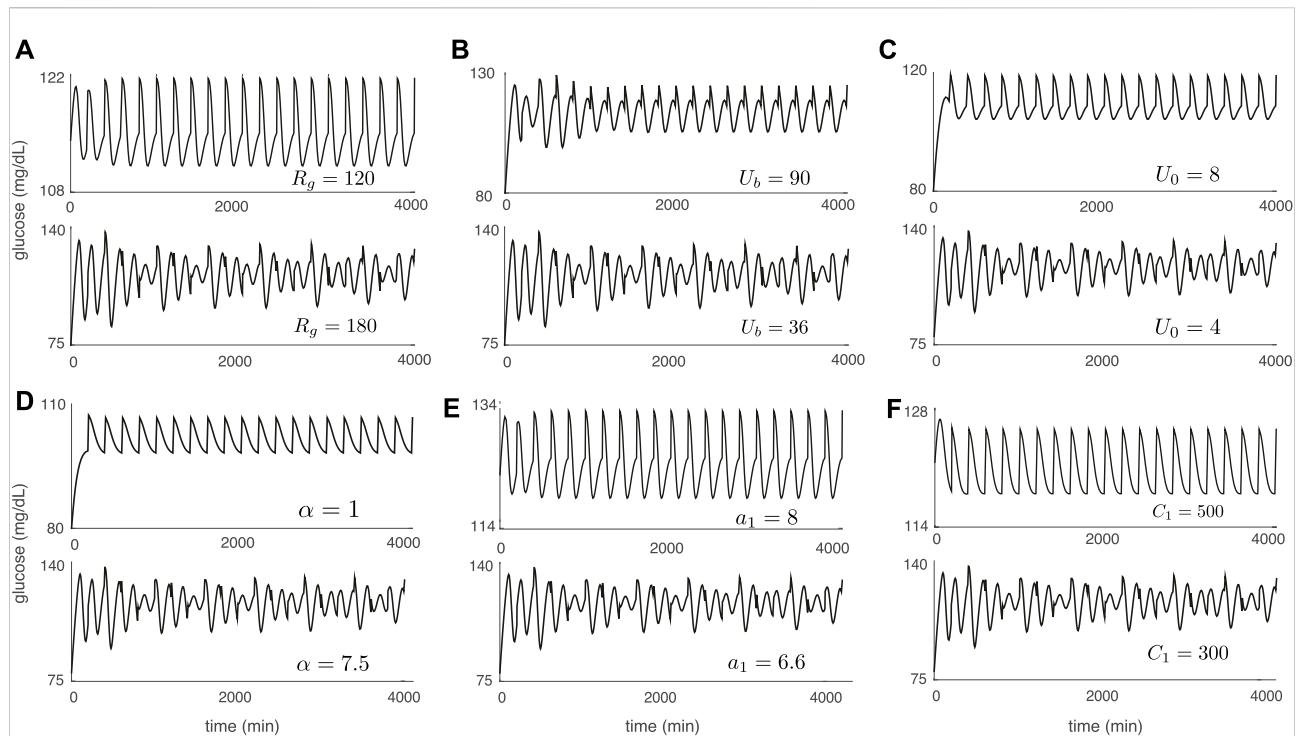 A
B
C
122
108
0
2000
4000
R_g = 120
130
80
0
2000
4000
U_b = 90
120
80
0
2000
4000
U_0 = 8
glucose (mg/dL)
140
75
0
2000
4000
R_g = 180
140
75
0
2000
4000
U_b = 36
140
75
0
2000
4000
U_0 = 4
D
E
F
110
80
0
2000
4000
α = 1
134
114
0
2000
4000
a_1 = 8
128
114
0
2000
4000
C_1 = 500
glucose (mg/dL)
140
75
0
2000
4000
α = 7.5
140
75
0
2000
4000
a_1 = 6.6
140
75
0
2000
4000
C_1 = 300
time (min)
time (min)
time (min)